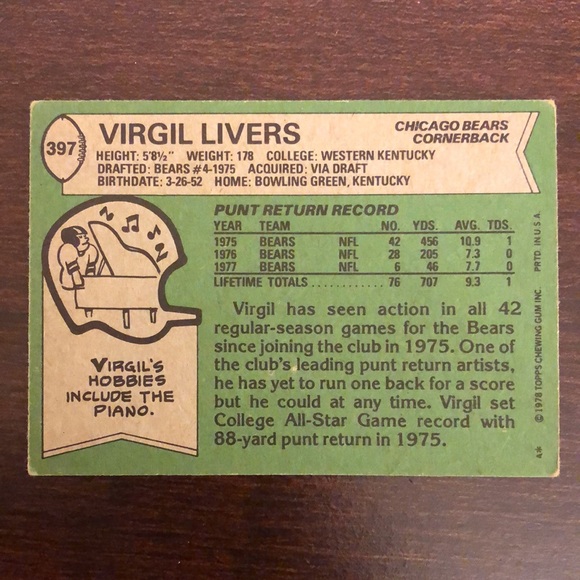 397
VIRGIL LIVERS
CHICAGO BEARS
CORNERBACK
HEIGHT: 5'8½" WEIGHT: 178 COLLEGE: WESTERN KENTUCKY
DRAFTED: BEARS #4-1975 ACQUIRED: VIA DRAFT
BIRTHDATE: 3-26-52 HOME: BOWLING GREEN, KENTUCKY
PUNT RETURN RECORD
YEAR TEAM NO. YDS. AVG. TDS.
1975 BEARS NFL 42 456 10.9 1
1976 BEARS NFL 28 205 7.3 0
1977 BEARS NFL 6 46 7.7 0
LIFETIME TOTALS ............ 76 707 9.3 1
Virgil has seen action in all 42
regular-season games for the Bears
since joining the club in 1975. One of
the club's leading punt return artists,
he has yet to run one back for a score
but he could at any time. Virgil set
College All-Star Game record with
88-yard punt return in 1975.
VIRGIL'S
HOBBIES
INCLUDE THE
PIANO.
A** © 1978 TOPPS CHEWING GUM INC. PRTD. IN U.S.A.